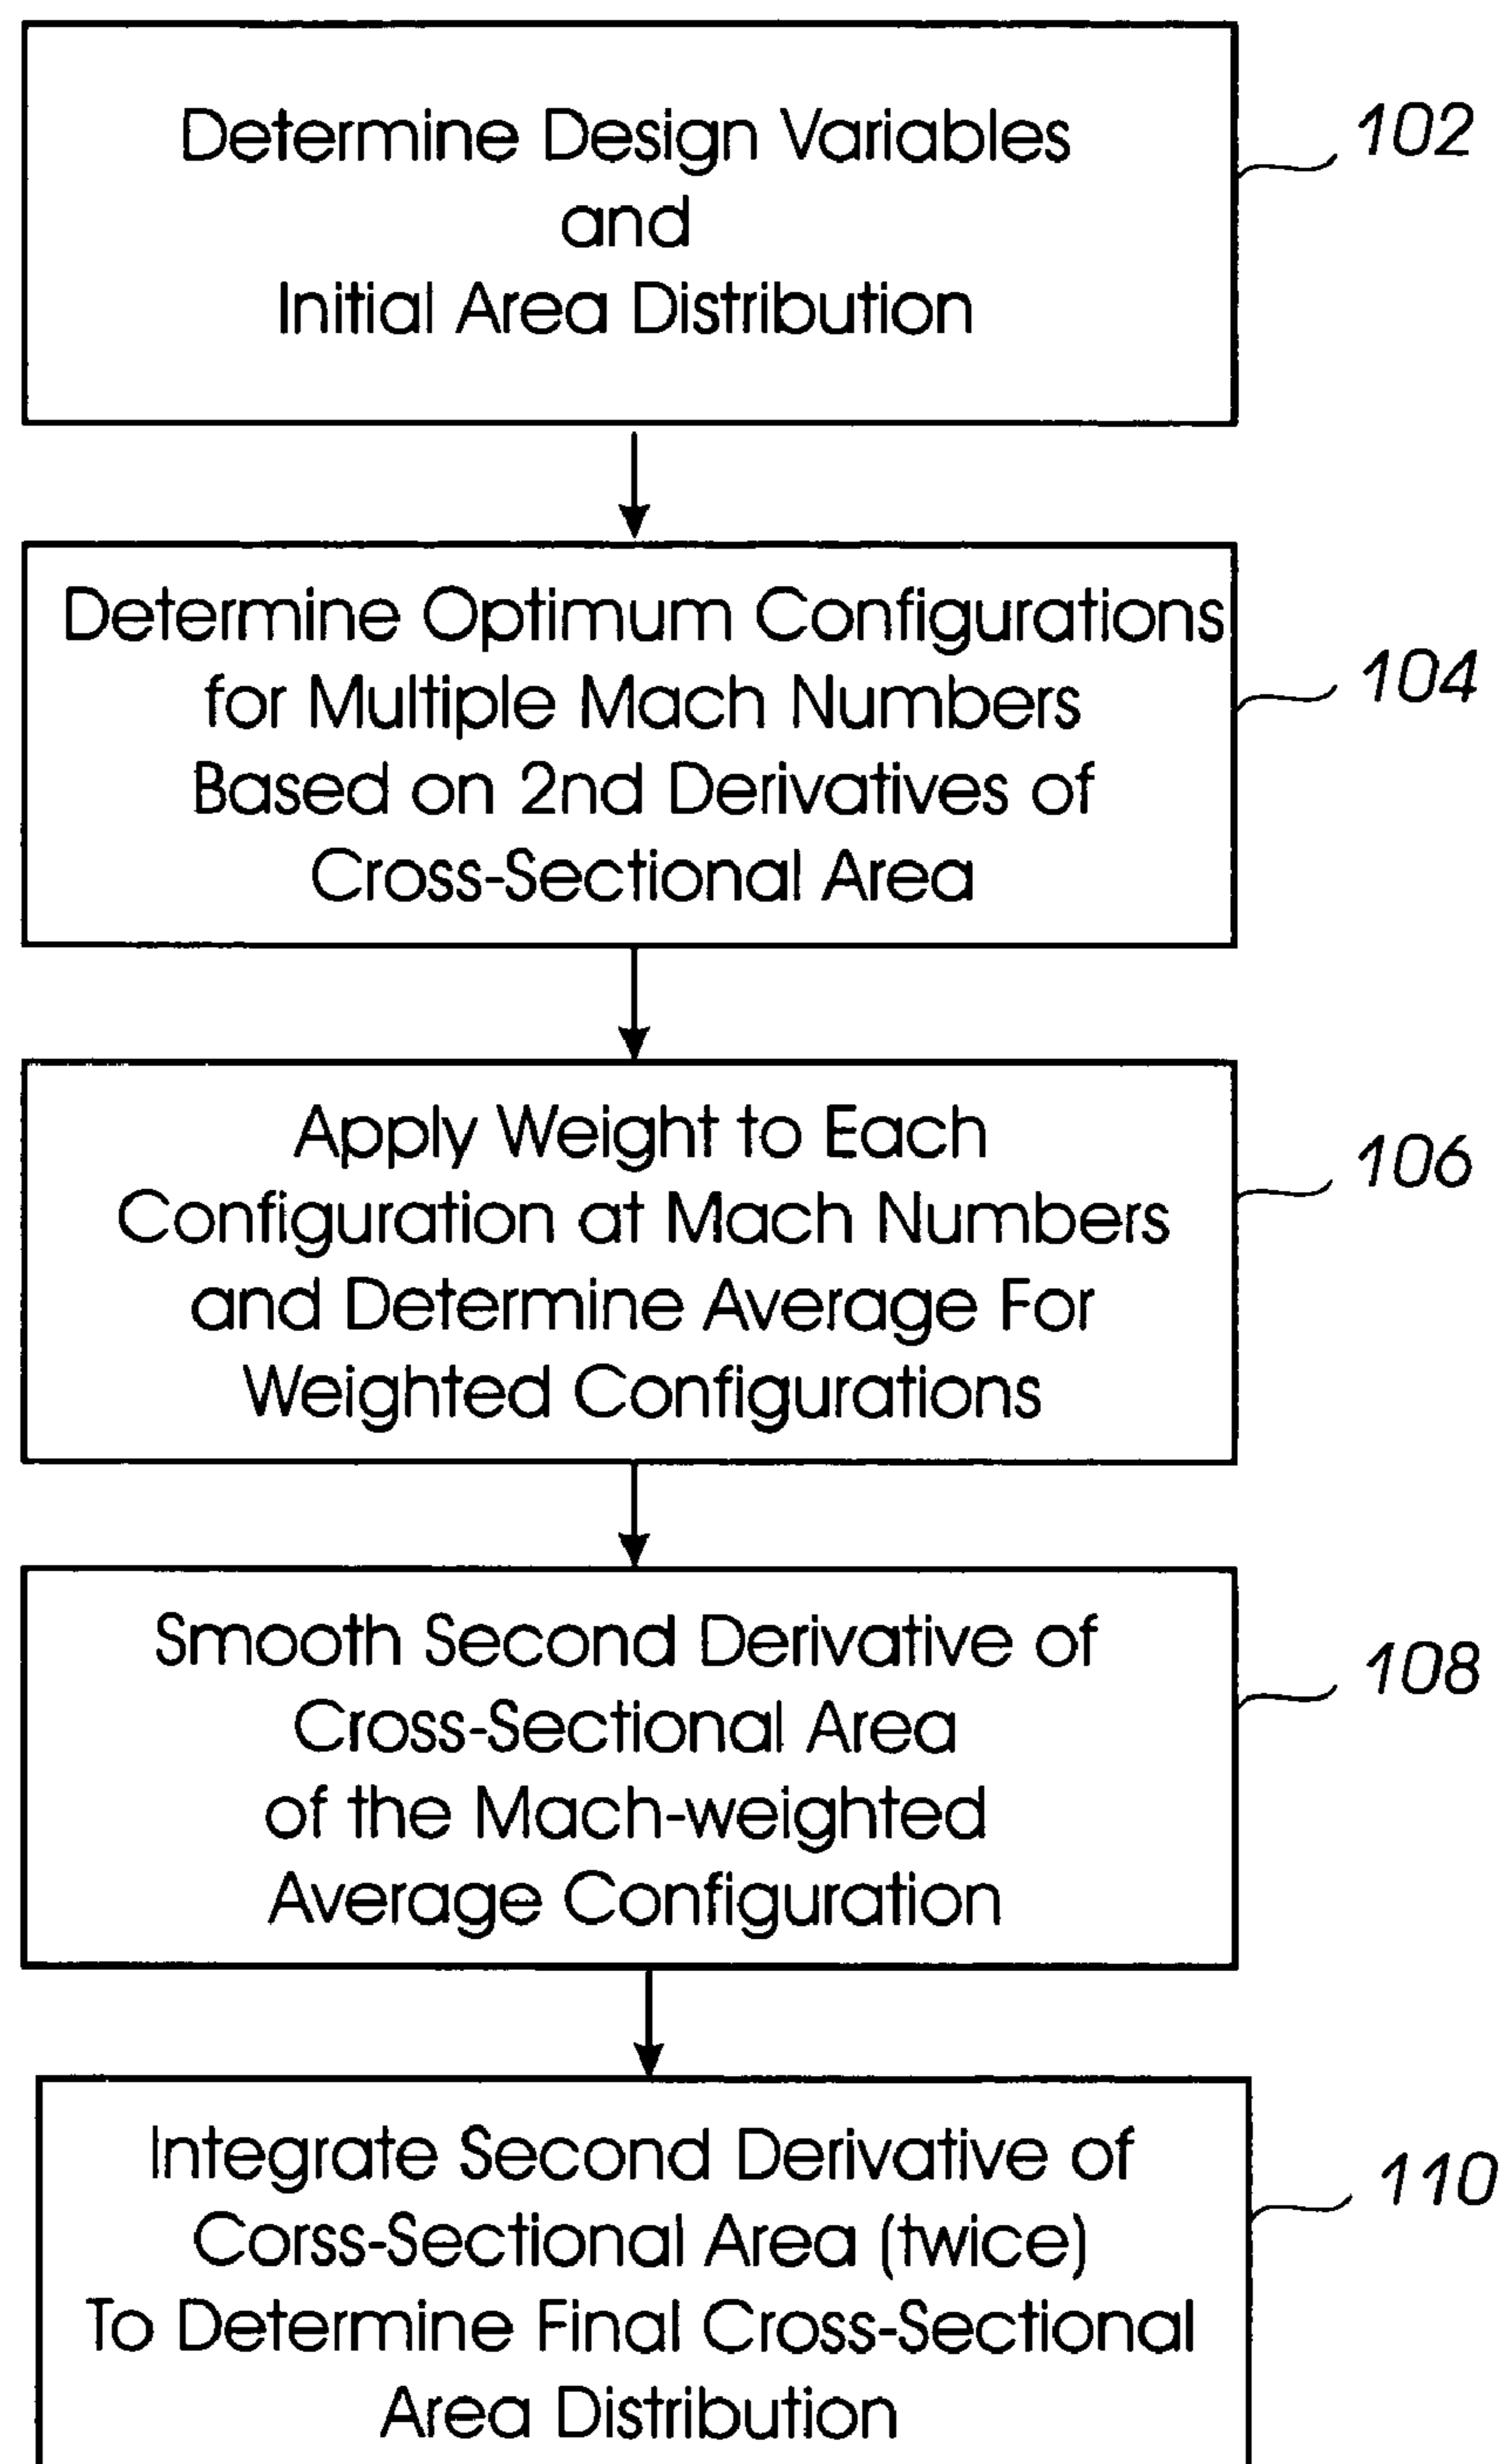 Determine Design Variables
and
Initial Area Distribution
102
Determine Optimum Configurations
for Multiple Mach Numbers
Based on 2nd Derivatives of
Cross-Sectional Area
104
Apply Weight to Each
Configuration at Mach Numbers
and Determine Average For
Weighted Configurations
106
Smooth Second Derivative of
Cross-Sectional Area
of the Mach-weighted
Average Configuration
108
Integrate Second Derivative of
Corss-Sectional Area (twice)
To Determine Final Cross-Sectional
Area Distribution
110